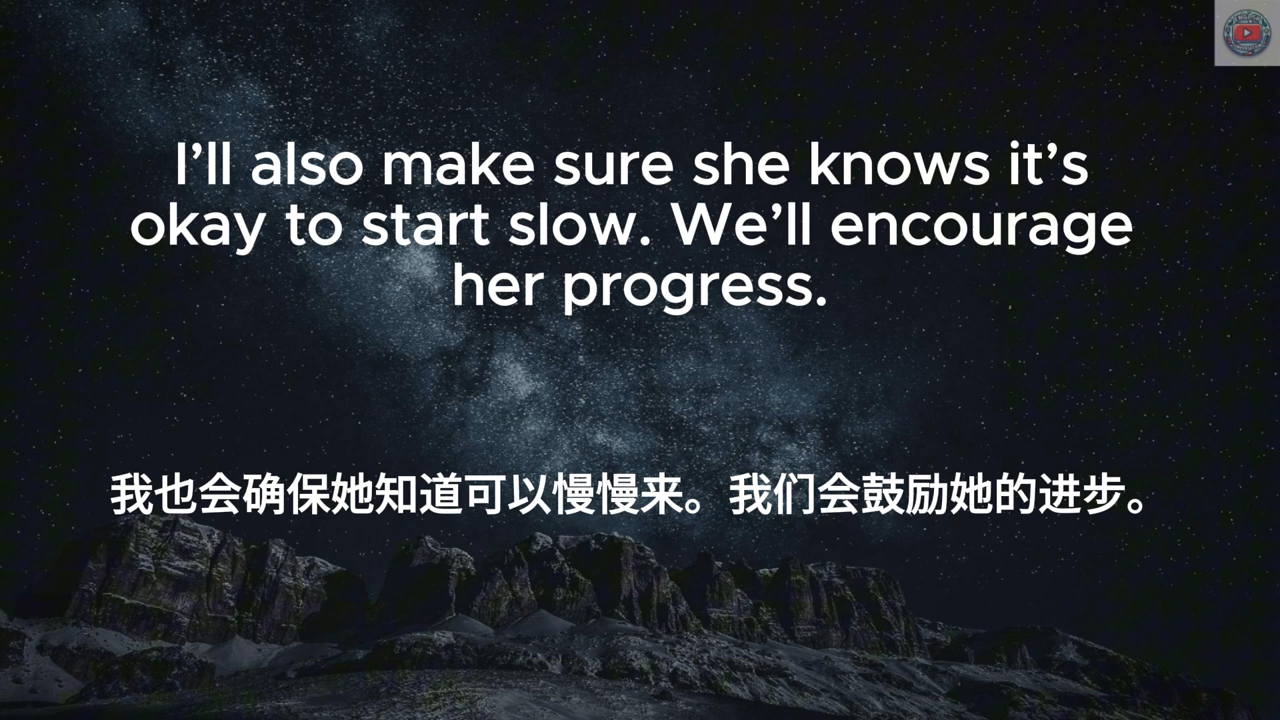 I’ll also make sure she knows it’s
okay to start slow. We’ll encourage
her progress.
我也会确保她知道可以慢慢来。我们会鼓励她的进步。